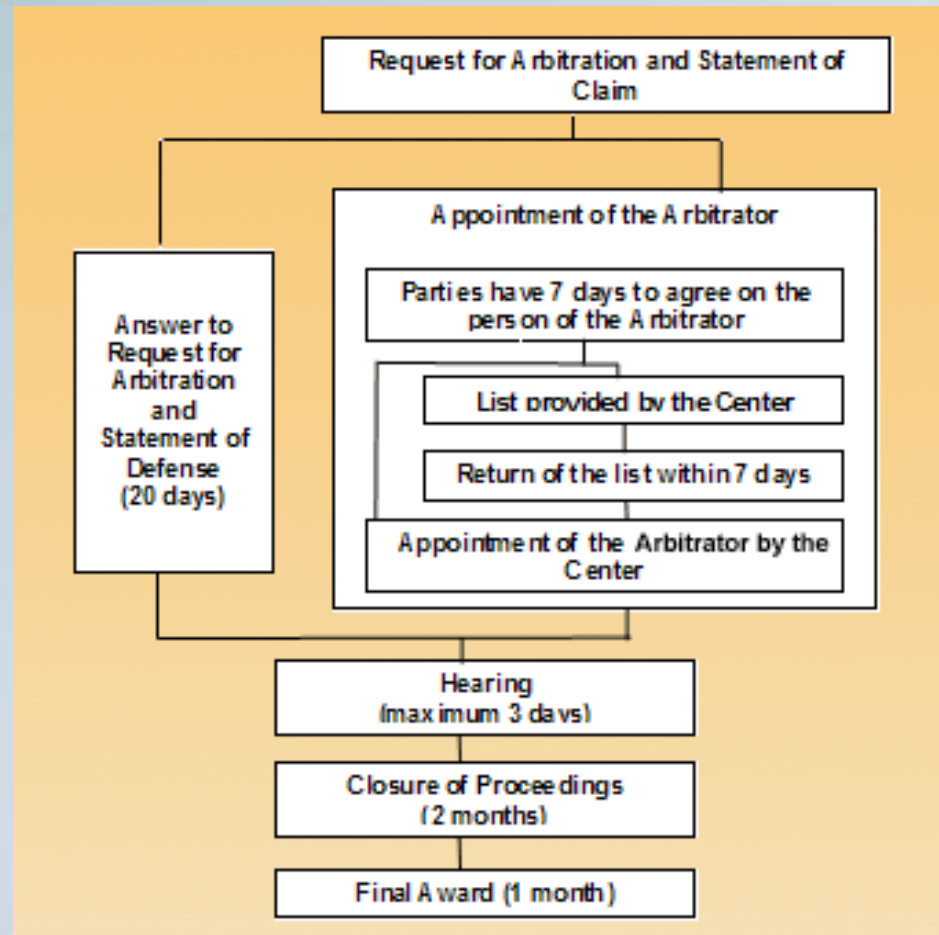 Request for Arbitration and Statement of
Claim
Appointment of the Arbitrator
Parties have 7 days to agree on the
person of the Arbitrator
List provided by the Center
Return of the list within 7 days
Appointment of the Arbitrator by the
Center
Answer to
Request for
Arbitration
and
Statement of
Defense
(20 days)
Hearing
(maximum 3 days)
Closure of Proceedings
(2 months)
Final Award (1 month)